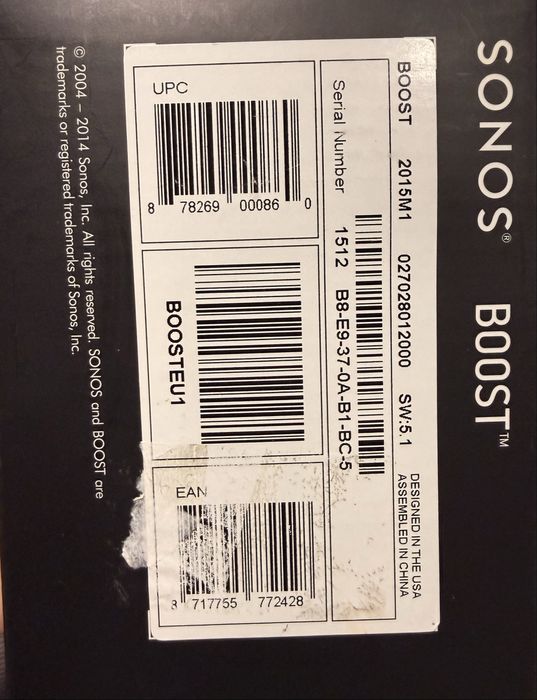 SONOS® BOOST™
BOOST 2015M1 027028012000 SW:5.1
DESIGNED IN THE USA
ASSEMBLED IN CHINA
Serial Number 1512 B8-E9-37-0A-B1-BC-5
UPC
8 78269 00086 0
BOOSTEU1
EAN
8 717755 772428
© 2004 – 2014 Sonos, Inc. All rights reserved. SONOS and BOOST are
trademarks or registered trademarks of Sonos, Inc.